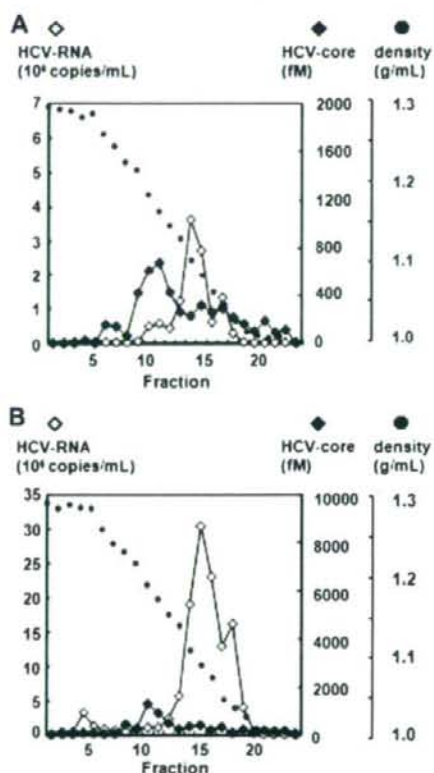 A
HCV-RNA
(10⁶ copies/mL)
HCV-core
(fM)
density
(g/mL)
7
6
5
4
3
2
1
0
2000
1600
1200
800
400
0
1.3
1.2
1.1
1.0
5 10 15 20
Fraction
B
HCV-RNA
(10⁶ copies/mL)
HCV-core
(fM)
density
(g/mL)
35
30
25
20
15
10
5
0
10000
8000
6000
4000
2000
0
1.3
1.2
1.1
1.0
5 10 15 20
Fraction